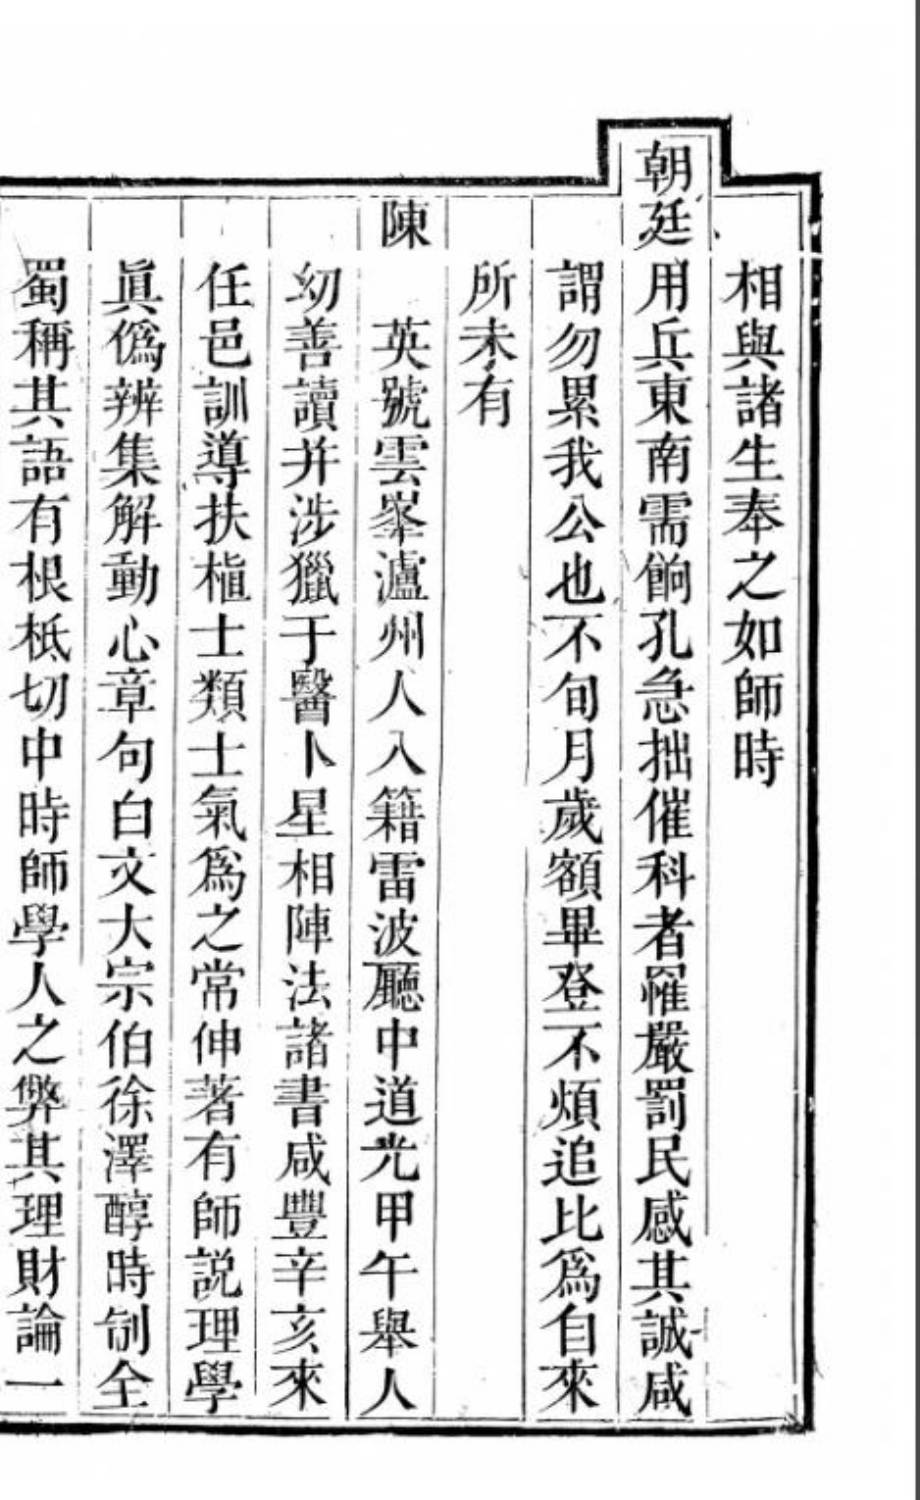 相與諸生奉之如師時
朝廷用兵東南需餉孔急拙催科者罹嚴罰民感其誠咸
謂勿累我公也不旬月歲額畢登不煩追比爲自來
所未有
陳　英號雲峯瀘州人入籍雷波廳中道光甲午舉人
幼善讀并涉獵于醫卜星相陣法諸書咸豐辛亥來
任邑訓導扶植士類士氣爲之常伸著有師説理學
眞僞辨集解動心章句白文大宗伯徐澤醇時制全
蜀稱其語有根柢切中時師學人之弊其理財論一